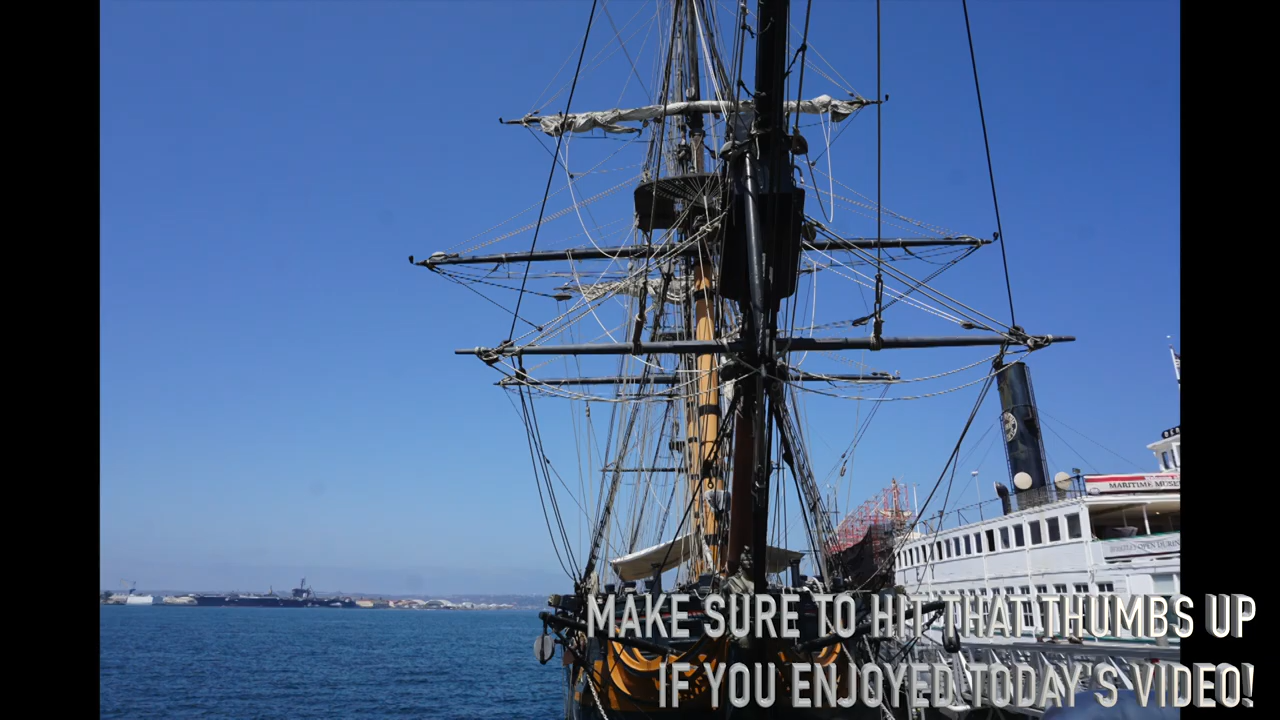 MARITIME MUSE
MAKE SURE TO HIT THAT THUMBS UP
IF YOU ENJOYED TODAY'S VIDEO!